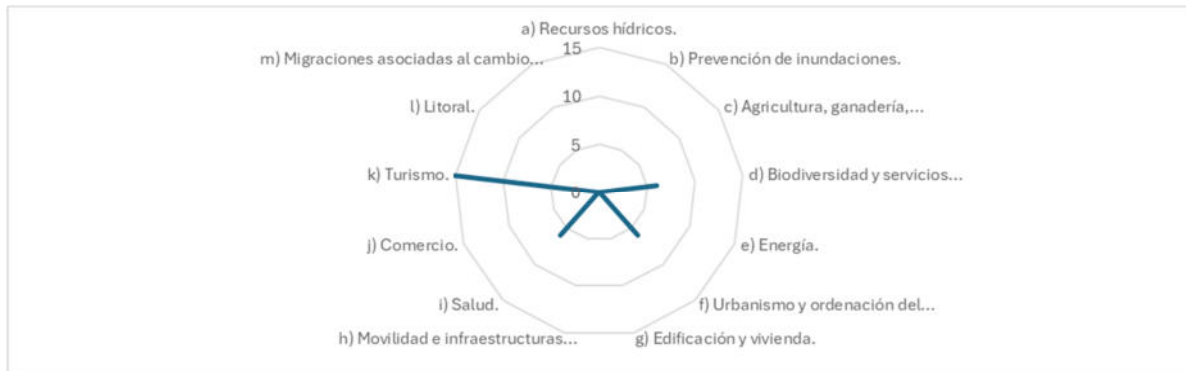 a) Recursos hídricos.
15
m) Migraciones asociadas al cambio...
b) Prevención de inundaciones.
10
l) Litoral.
c) Agricultura, ganadería,...
5
k) Turismo.
0
d) Biodiversidad y servicios...
j) Comercio.
e) Energía.
i) Salud.
f) Urbanismo y ordenación del...
h) Movilidad e infraestructuras...
g) Edificación y vivienda.